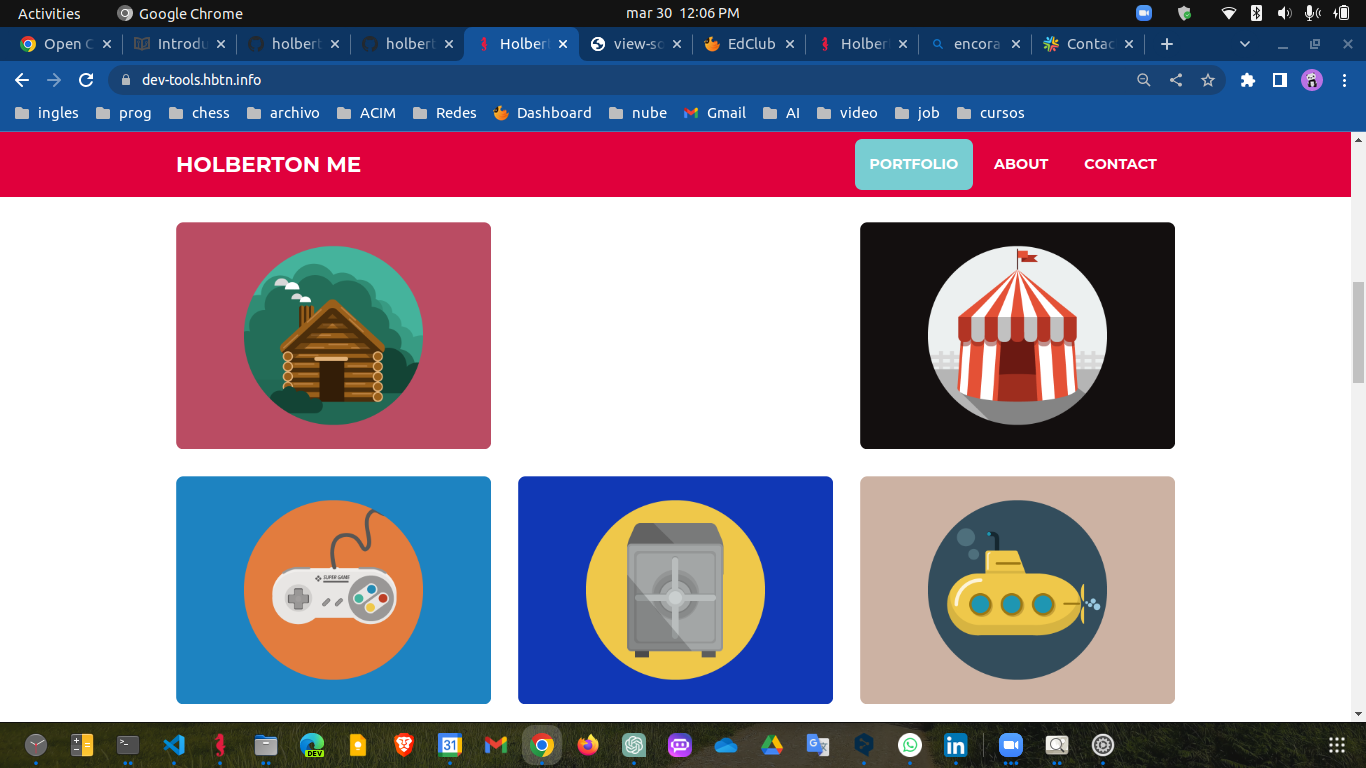 Activities Google Chrome mar 30 12:06 PM
Open C Introdu holbert holbert Holberl view-so EdClub Holber encora Contac
dev-tools.hbtn.info
ingles prog chess archivo ACIM Redes Dashboard nube Gmail AI video job cursos
HOLBERTON ME PORTFOLIO ABOUT CONTACT
SUPER GAME
DEV
31